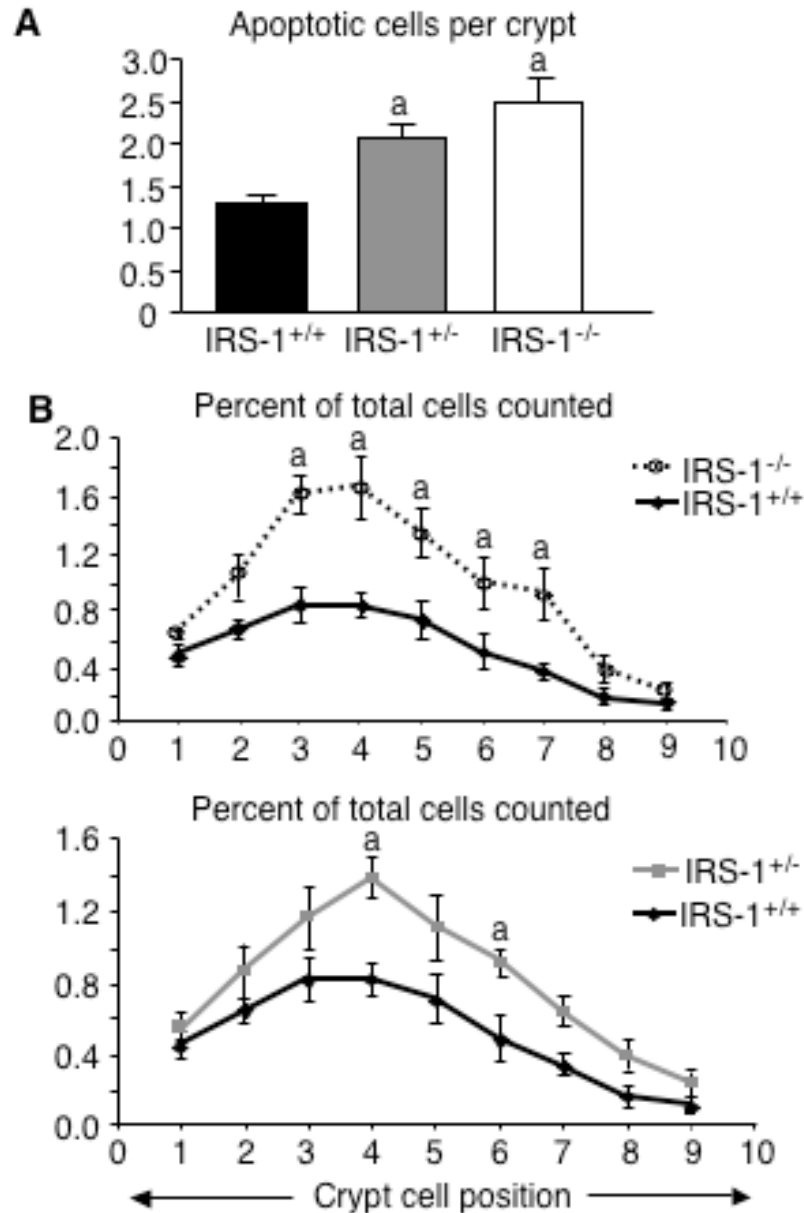 A Apoptotic cells per crypt
3.0
2.5
2.0
1.5
1.0
0.5
0
a
a
IRS-1+/+ IRS-1+/- IRS-1-/-
B Percent of total cells counted
2.0
1.6
1.2
0.8
0.4
0.0
a
a
a
a
a
IRS-1-/-
IRS-1+/+
0 1 2 3 4 5 6 7 8 9 10
Percent of total cells counted
1.6
1.2
0.8
0.4
0.0
a
a
IRS-1+/-
IRS-1+/+
0 1 2 3 4 5 6 7 8 9 10
Crypt cell position